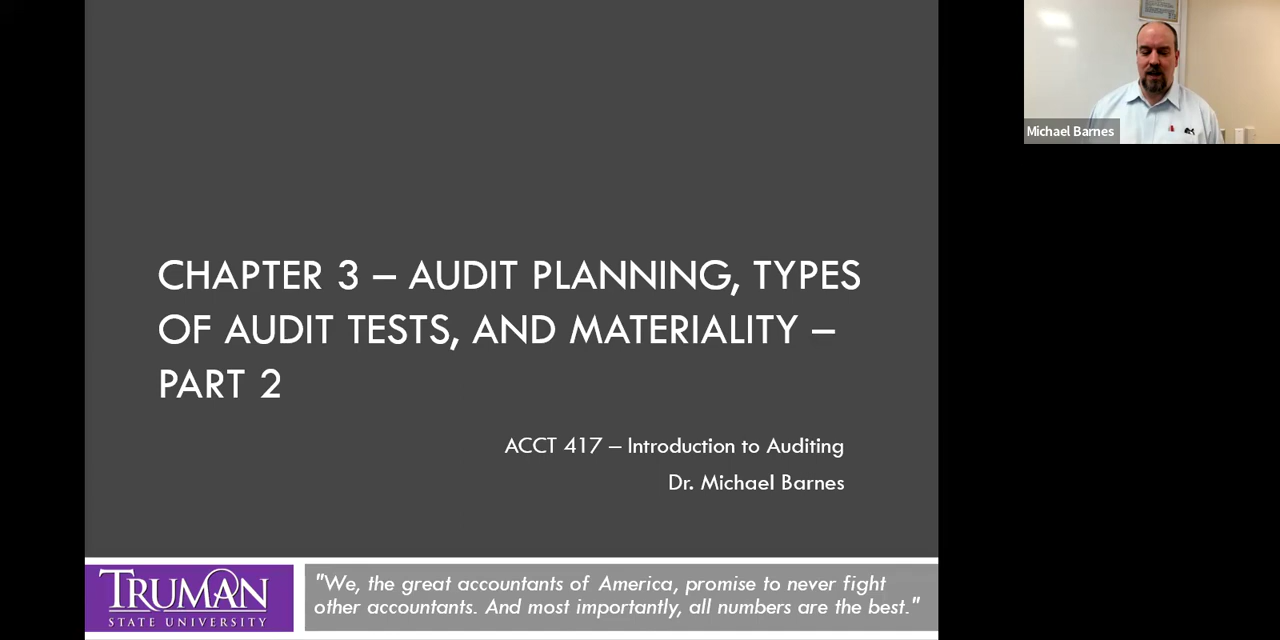 CHAPTER 3 – AUDIT PLANNING, TYPES
OF AUDIT TESTS, AND MATERIALITY –
PART 2
ACCT 417 – Introduction to Auditing
Dr. Michael Barnes
TRUMAN
STATE UNIVERSITY
"We, the great accountants of America, promise to never fight
other accountants. And most importantly, all numbers are the best."
Michael Barnes